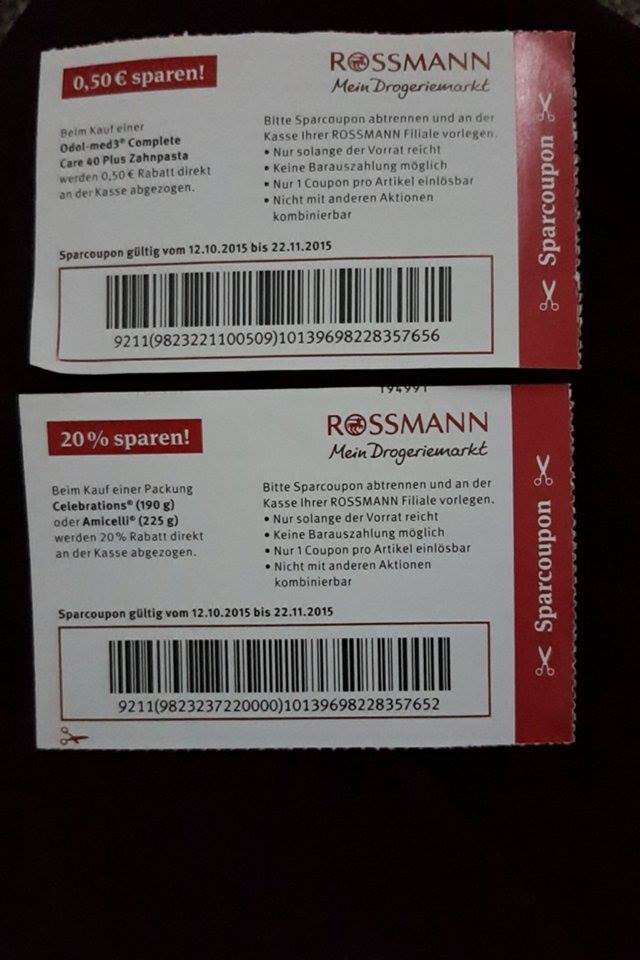 0,50 € sparen!
ROSSMANN
Mein Drogeriemarkt
Beim Kauf einer
Odol-med3® Complete
Care 40 Plus Zahnpasta
werden 0,50 € Rabatt direkt
an der Kasse abgezogen.
Bitte Sparcoupon abtrennen und an der
Kasse Ihrer ROSSMANN Filiale vorlegen.
• Nur solange der Vorrat reicht
• Keine Barauszahlung möglich
• Nur 1 Coupon pro Artikel einlösbar
• Nicht mit anderen Aktionen
kombinierbar
Sparcoupon gültig vom 12.10.2015 bis 22.11.2015
9211(9823221100509)10139698228357656
Sparcoupon
194991
20% sparen!
ROSSMANN
Mein Drogeriemarkt
Beim Kauf einer Packung
Celebrations® (190 g)
oder Amicelli® (225 g)
werden 20% Rabatt direkt
an der Kasse abgezogen.
Bitte Sparcoupon abtrennen und an der
Kasse Ihrer ROSSMANN Filiale vorlegen.
• Nur solange der Vorrat reicht
• Keine Barauszahlung möglich
• Nur 1 Coupon pro Artikel einlösbar
• Nicht mit anderen Aktionen
kombinierbar
Sparcoupon gültig vom 12.10.2015 bis 22.11.2015
9211(9823237220000)10139698228357652
Sparcoupon